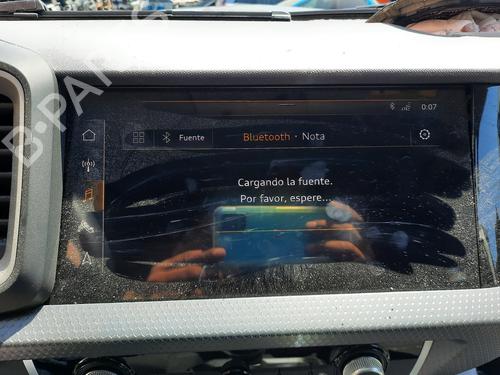 0:07
Fuente
Bluetooth · Nota
Cargando la fuente.
Por favor, espere...
B-PARTS